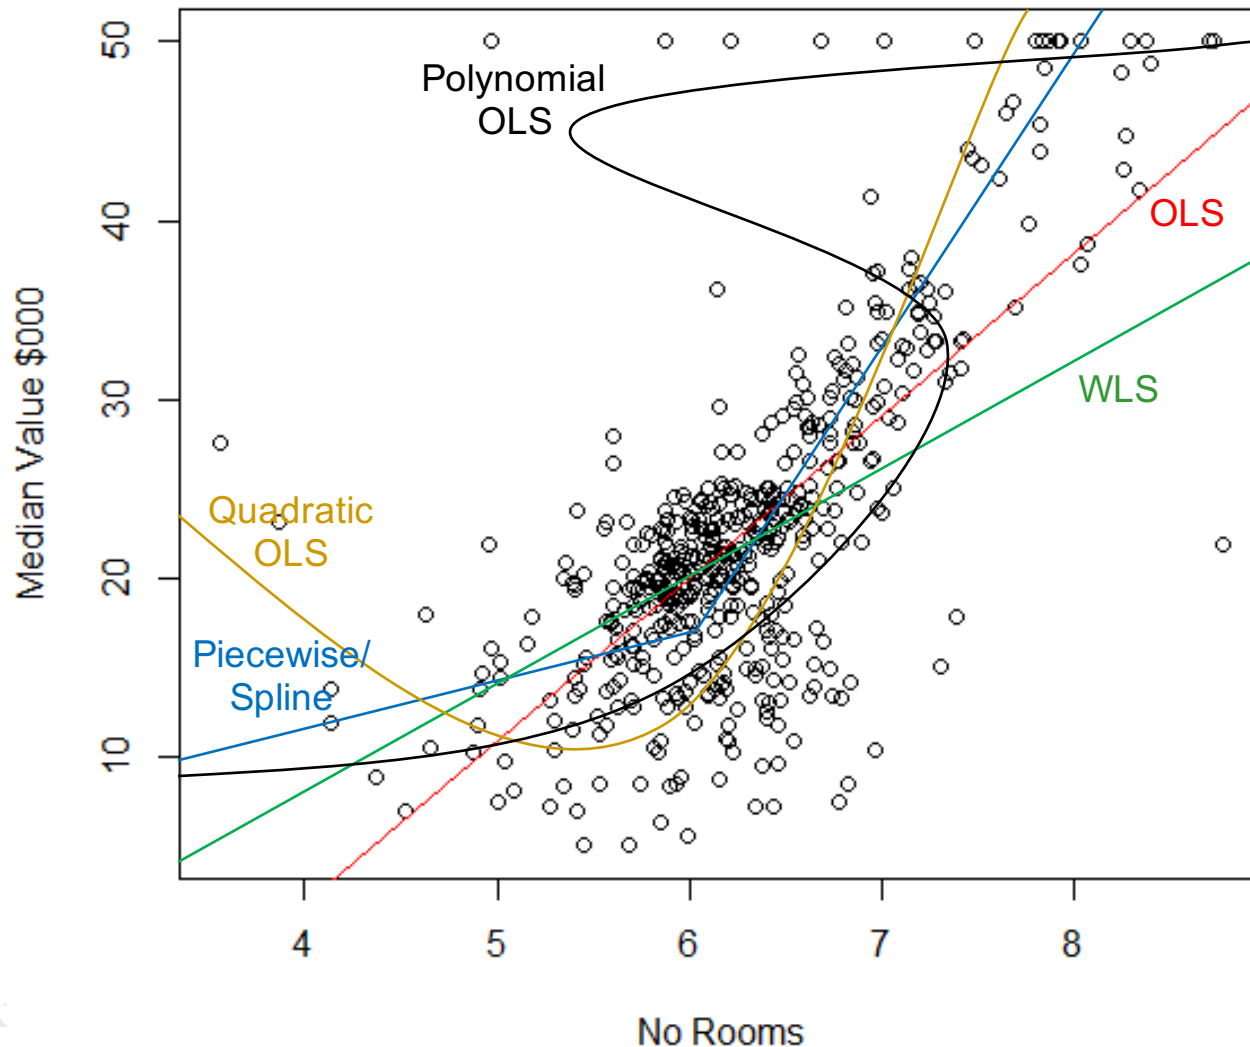 50
40
30
20
10
Median Value $000
Polynomial
OLS
OLS
WLS
Quadratic
OLS
Piecewise/
Spline
4 5 6 7 8
No Rooms